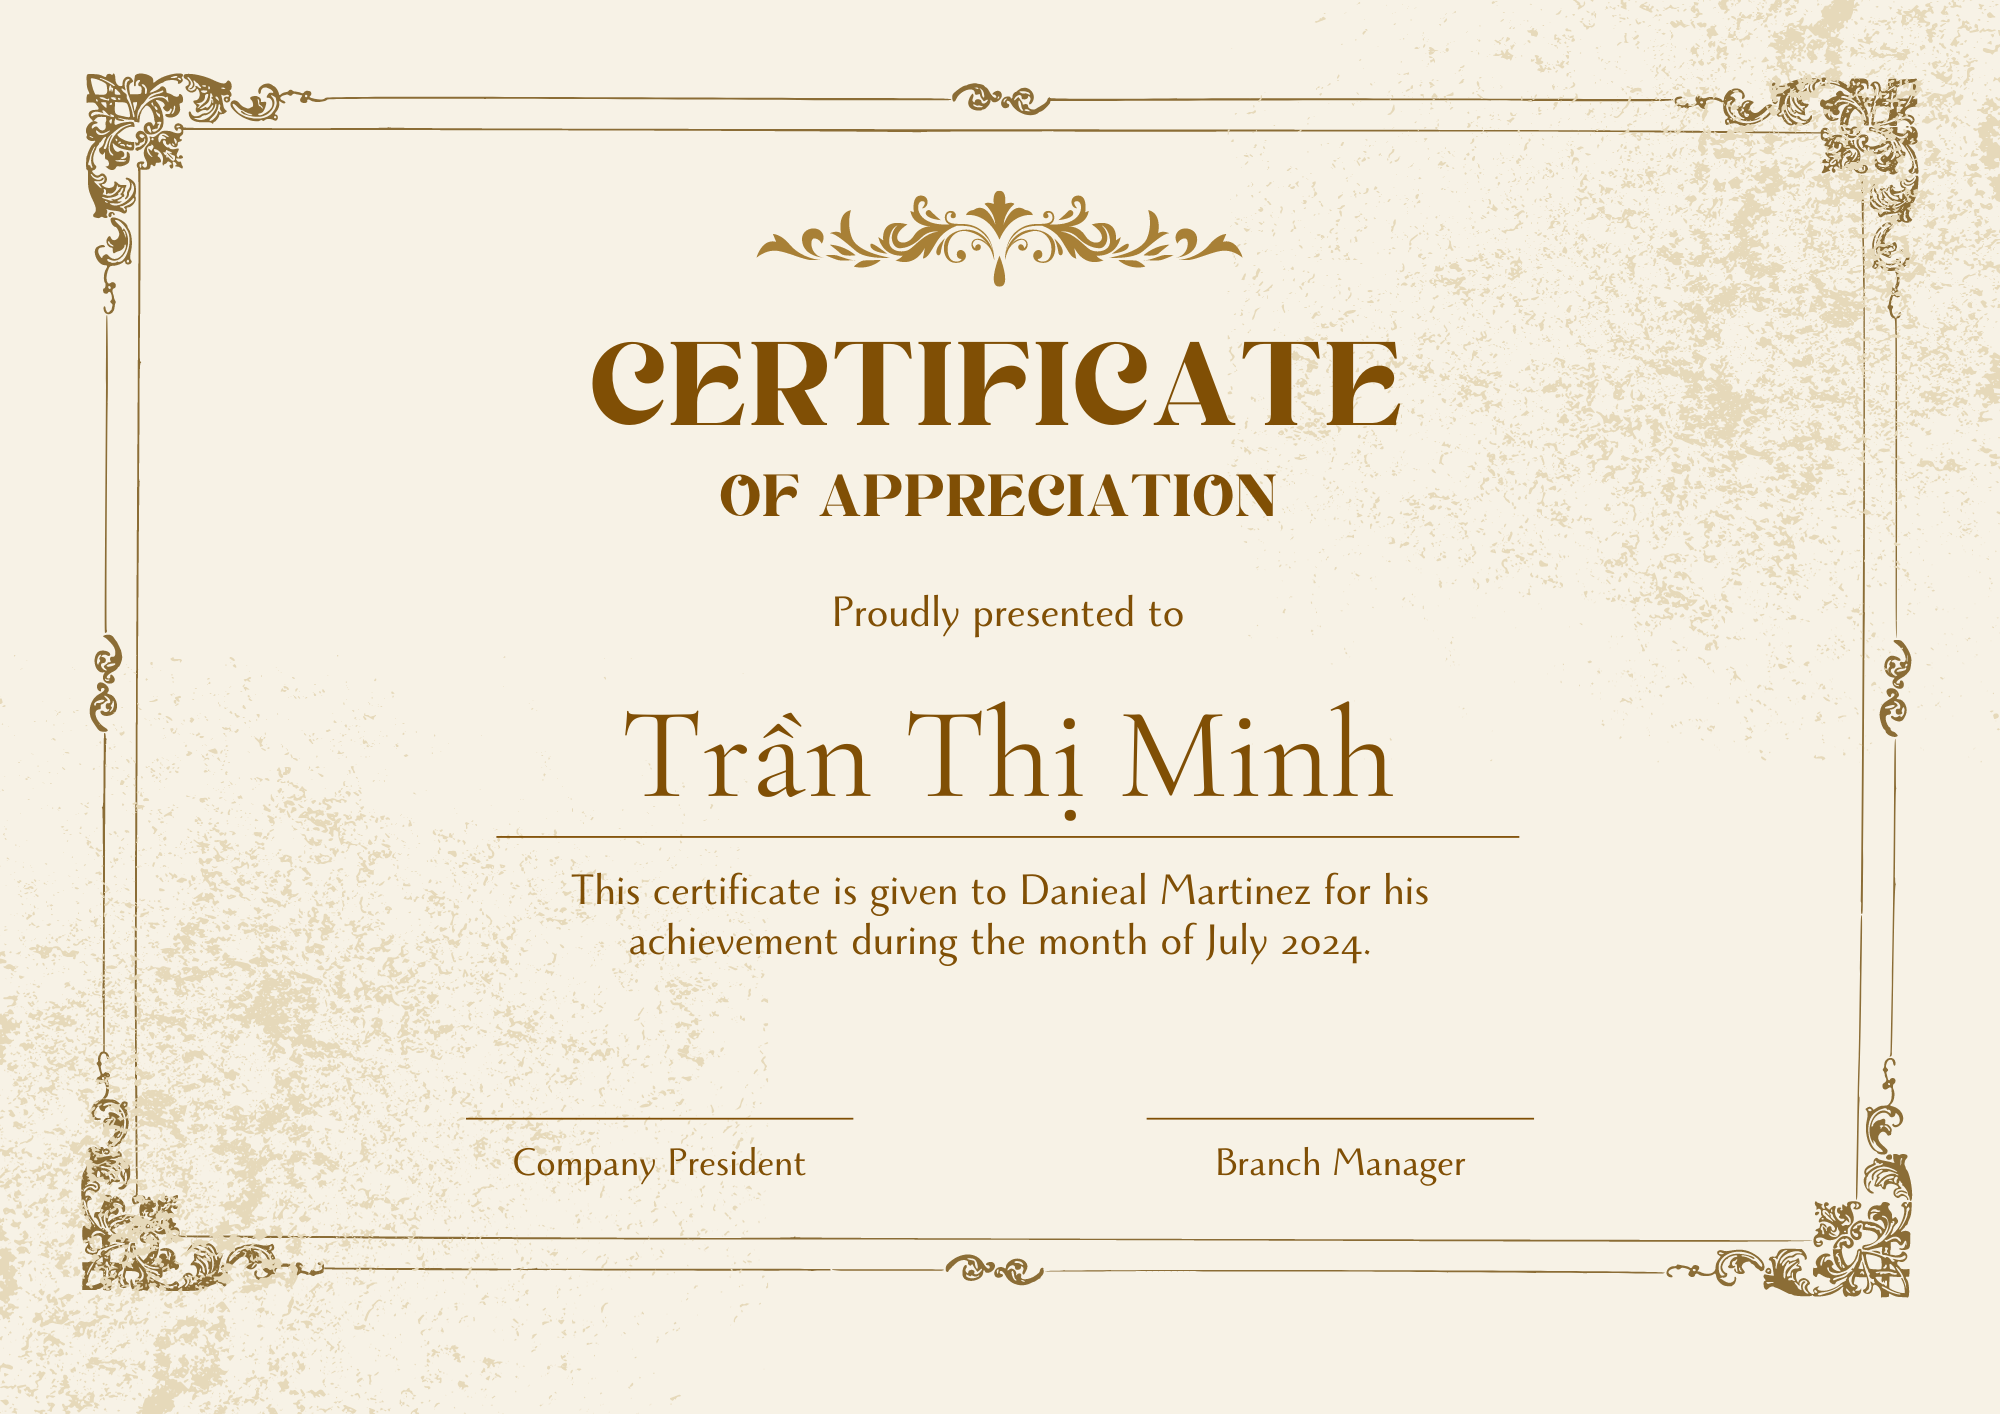 CERTIFICATE
OF APPRECIATION
Proudly presented to
Trần Thị Minh
This certificate is given to Danieal Martinez for his
achievement during the month of July 2024.
Company President
Branch Manager